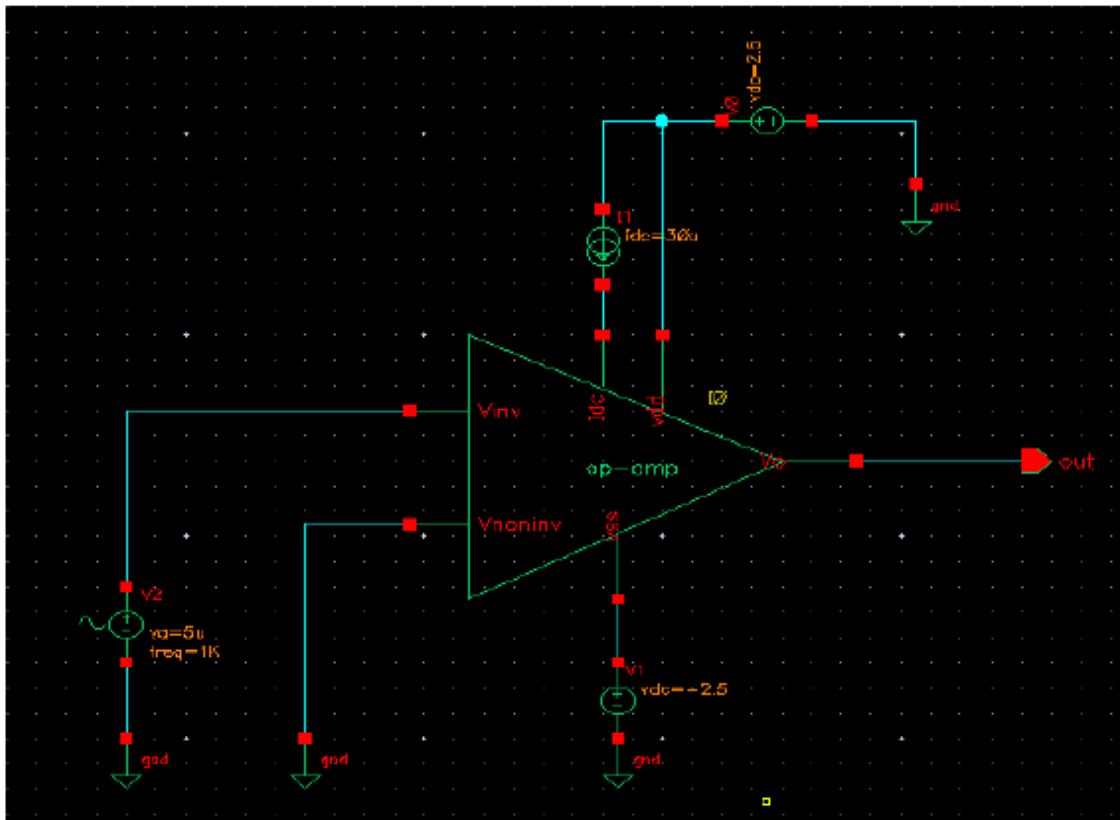 vdc=2.5
V0
gnd
I1
Idc=30u
Idc
vdd
I0
Vinv
op-amp
Vo
out
Vnoninv
vss
V2
va=5u
freq=1K
V1
vdc=-2.5
gnd
gnd
gnd